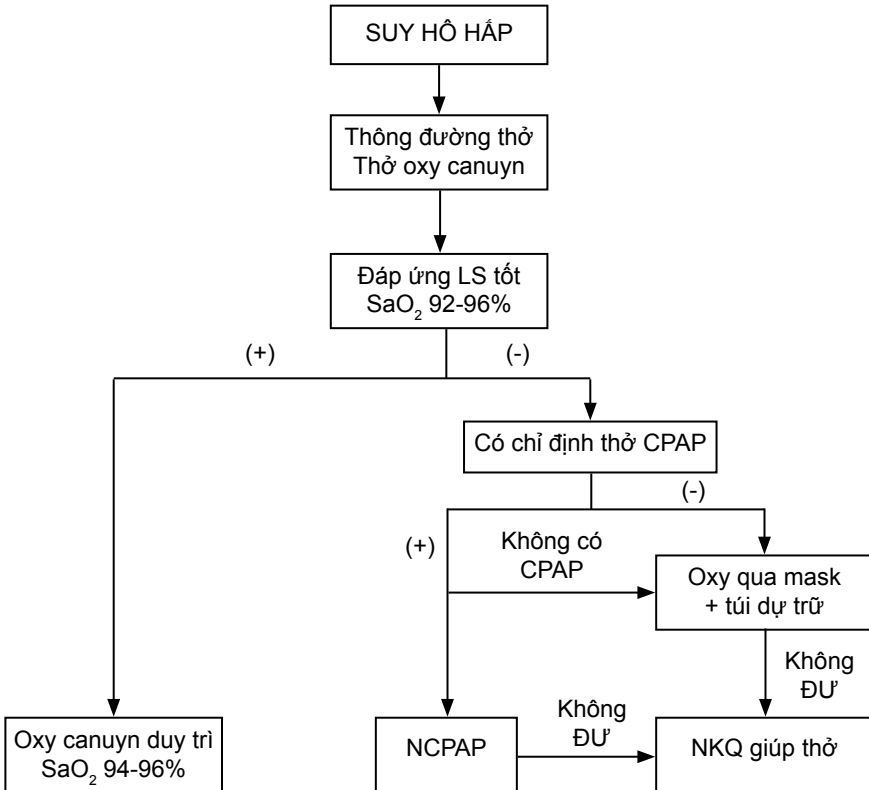 SUY HÔ HẤP
Thông đường thở
Thở oxy canuyn
Đáp ứng LS tốt
SaO₂ 92-96%
(+)
(-)
Có chỉ định thở CPAP
(-)
(+)
Không có
CPAP
Oxy qua mask
+ túi dự trữ
Không
ĐƯ
Oxy canuyn duy trì
SaO₂ 94-96%
NCPAP
Không
ĐƯ
NKQ giúp thở